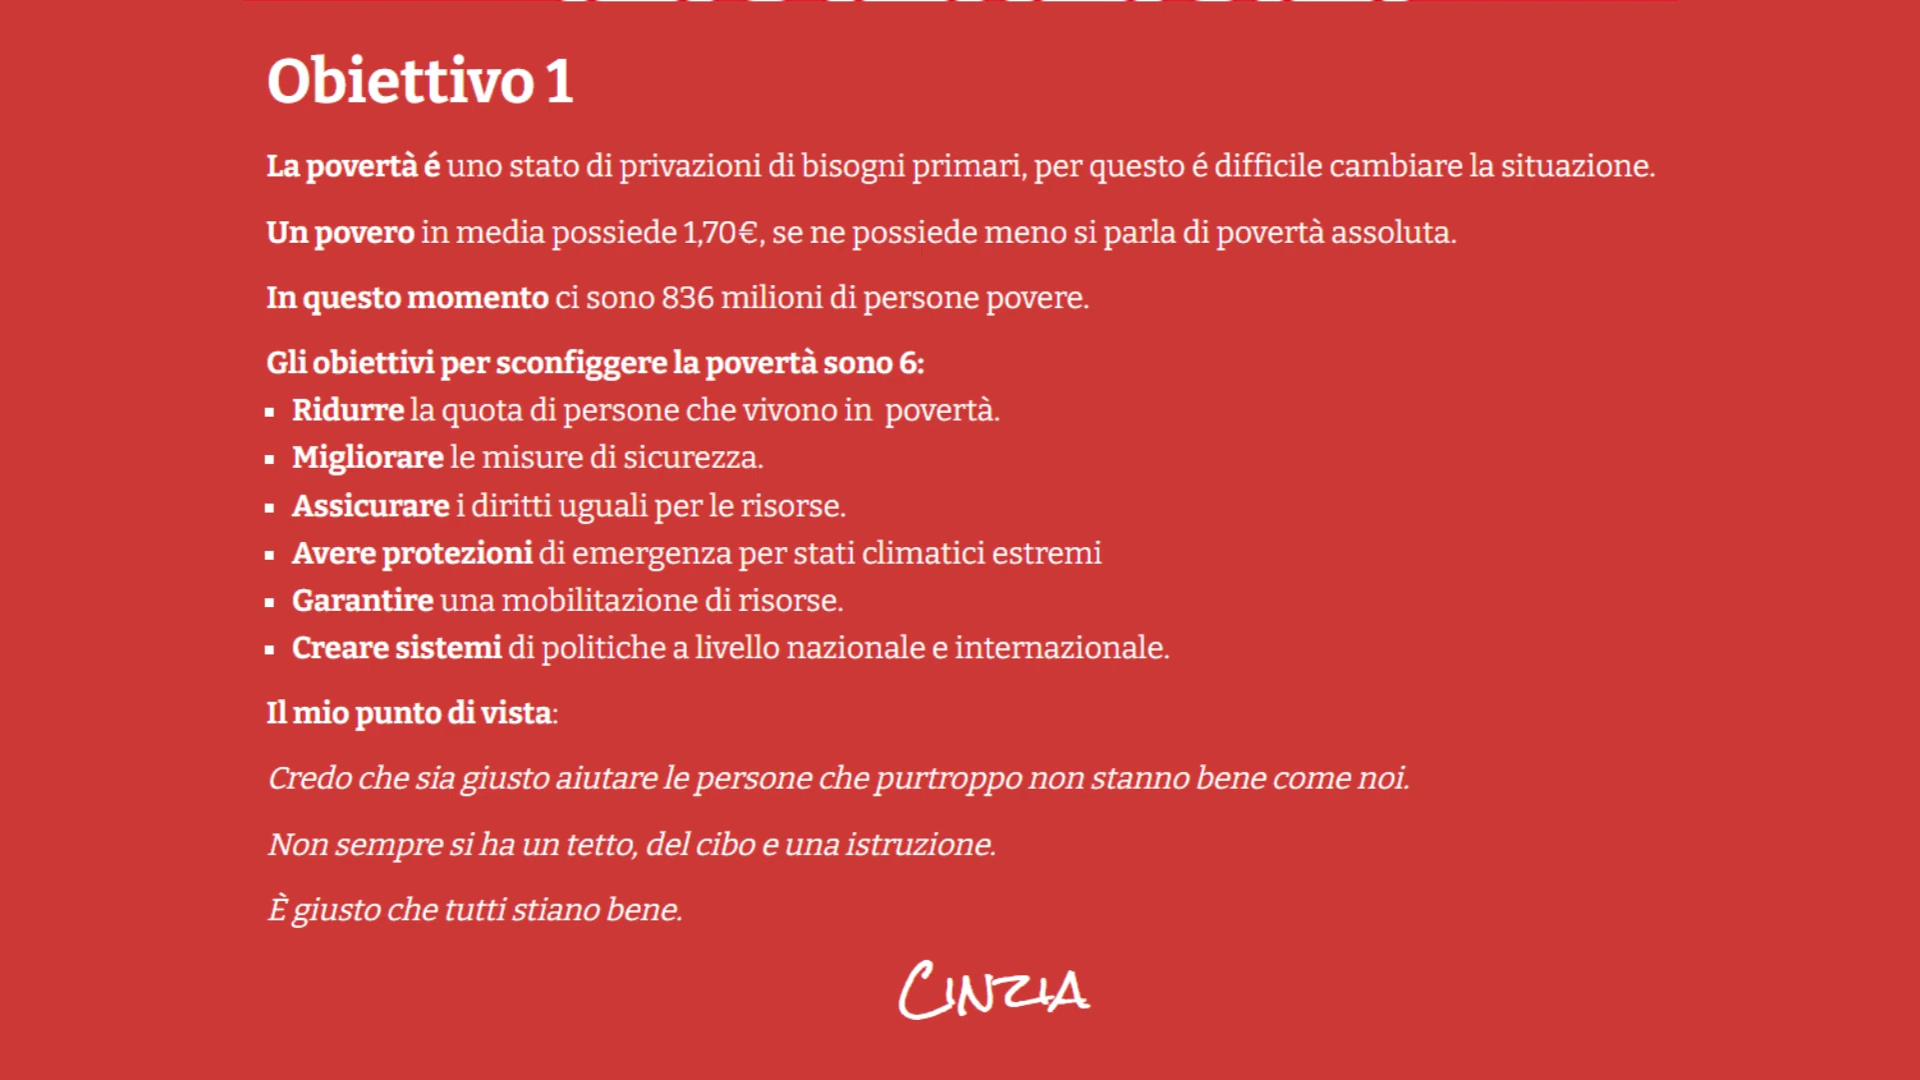 Obiettivo 1
La povertà é uno stato di privazioni di bisogni primari, per questo é difficile cambiare la situazione.
Un povero in media possiede 1,70€, se ne possiede meno si parla di povertà assoluta.
In questo momento ci sono 836 milioni di persone povere.
Gli obiettivi per sconfiggere la povertà sono 6:
▪ Ridurre la quota di persone che vivono in  povertà.
▪ Migliorare le misure di sicurezza.
▪ Assicurare i diritti uguali per le risorse.
▪ Avere protezioni di emergenza per stati climatici estremi
▪ Garantire una mobilitazione di risorse.
▪ Creare sistemi di politiche a livello nazionale e internazionale.
Il mio punto di vista:
Credo che sia giusto aiutare le persone che purtroppo non stanno bene come noi.
Non sempre si ha un tetto, del cibo e una istruzione.
È giusto che tutti stiano bene.
Cinzia